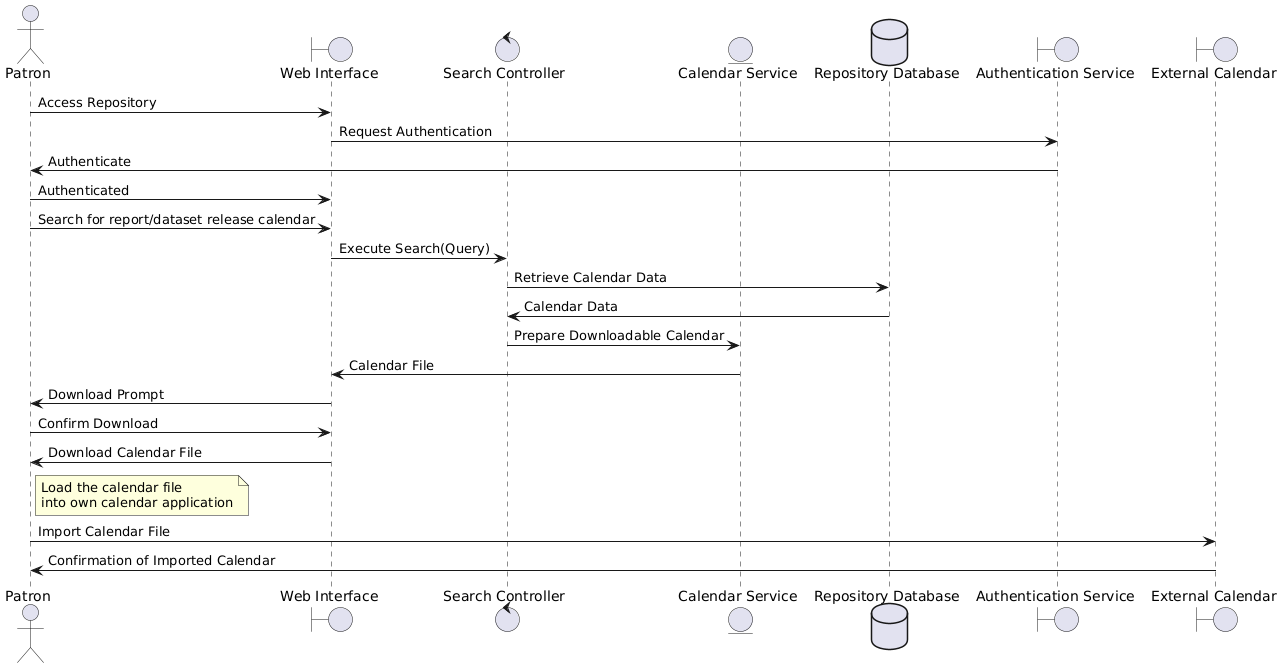 Patron Web Interface Search Controller Calendar Service Repository Database Authentication Service External Calendar
Access Repository
Request Authentication
Authenticate
Authenticated
Search for report/dataset release calendar
Execute Search(Query)
Retrieve Calendar Data
Calendar Data
Prepare Downloadable Calendar
Calendar File
Download Prompt
Confirm Download
Download Calendar File
Load the calendar file
into own calendar application
Import Calendar File
Confirmation of Imported Calendar
Patron Web Interface Search Controller Calendar Service Repository Database Authentication Service External Calendar